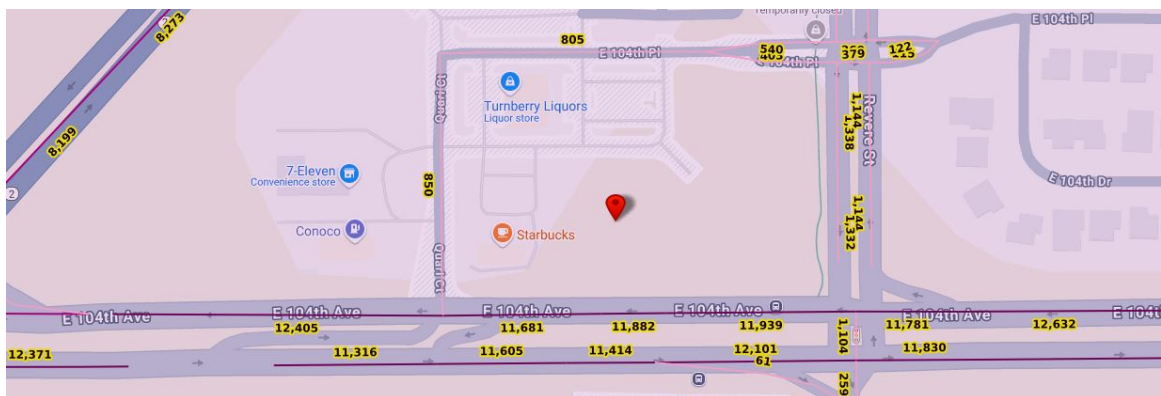 Temporarily closed
E 104th Pl
8,273
2
805
E 104th Pl
540
122
379
E 104th Pl
Quari Ct
Turnberry Liquors
Liquor store
Revere St
1,144
1,338
8,199
7-Eleven
Convenience store
850
E 104th Dr
2
1,144
1,332
Conoco
Starbucks
Quari Ct
E 104th Ave
E 104th Ave
E 104th Ave
E 104th Ave
E 104th Ave
E 104th
12,405
11,681
11,882
11,939
1,104
11,781
12,632
12,371
11,316
11,605
11,414
12,101
11,830
61
259